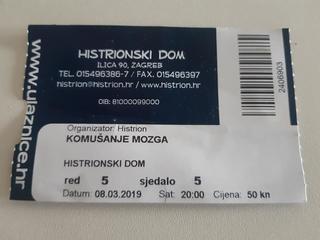 HISTRIONSKI DOM
ILICA 90, ZAGREB
TEL. 015496386-7 / FAX. 015496397
histrion@histrion.hr / www.histrion.hr
OIB: 81000099000
2406903
www.ulaznice.hr
Organizator: Histrion
KOMUŠANJE MOZGA
HISTRIONSKI DOM
red 5 sjedalo 5
Datum: 08.03.2019 Sat: 20:00 Cijena: 50 kn